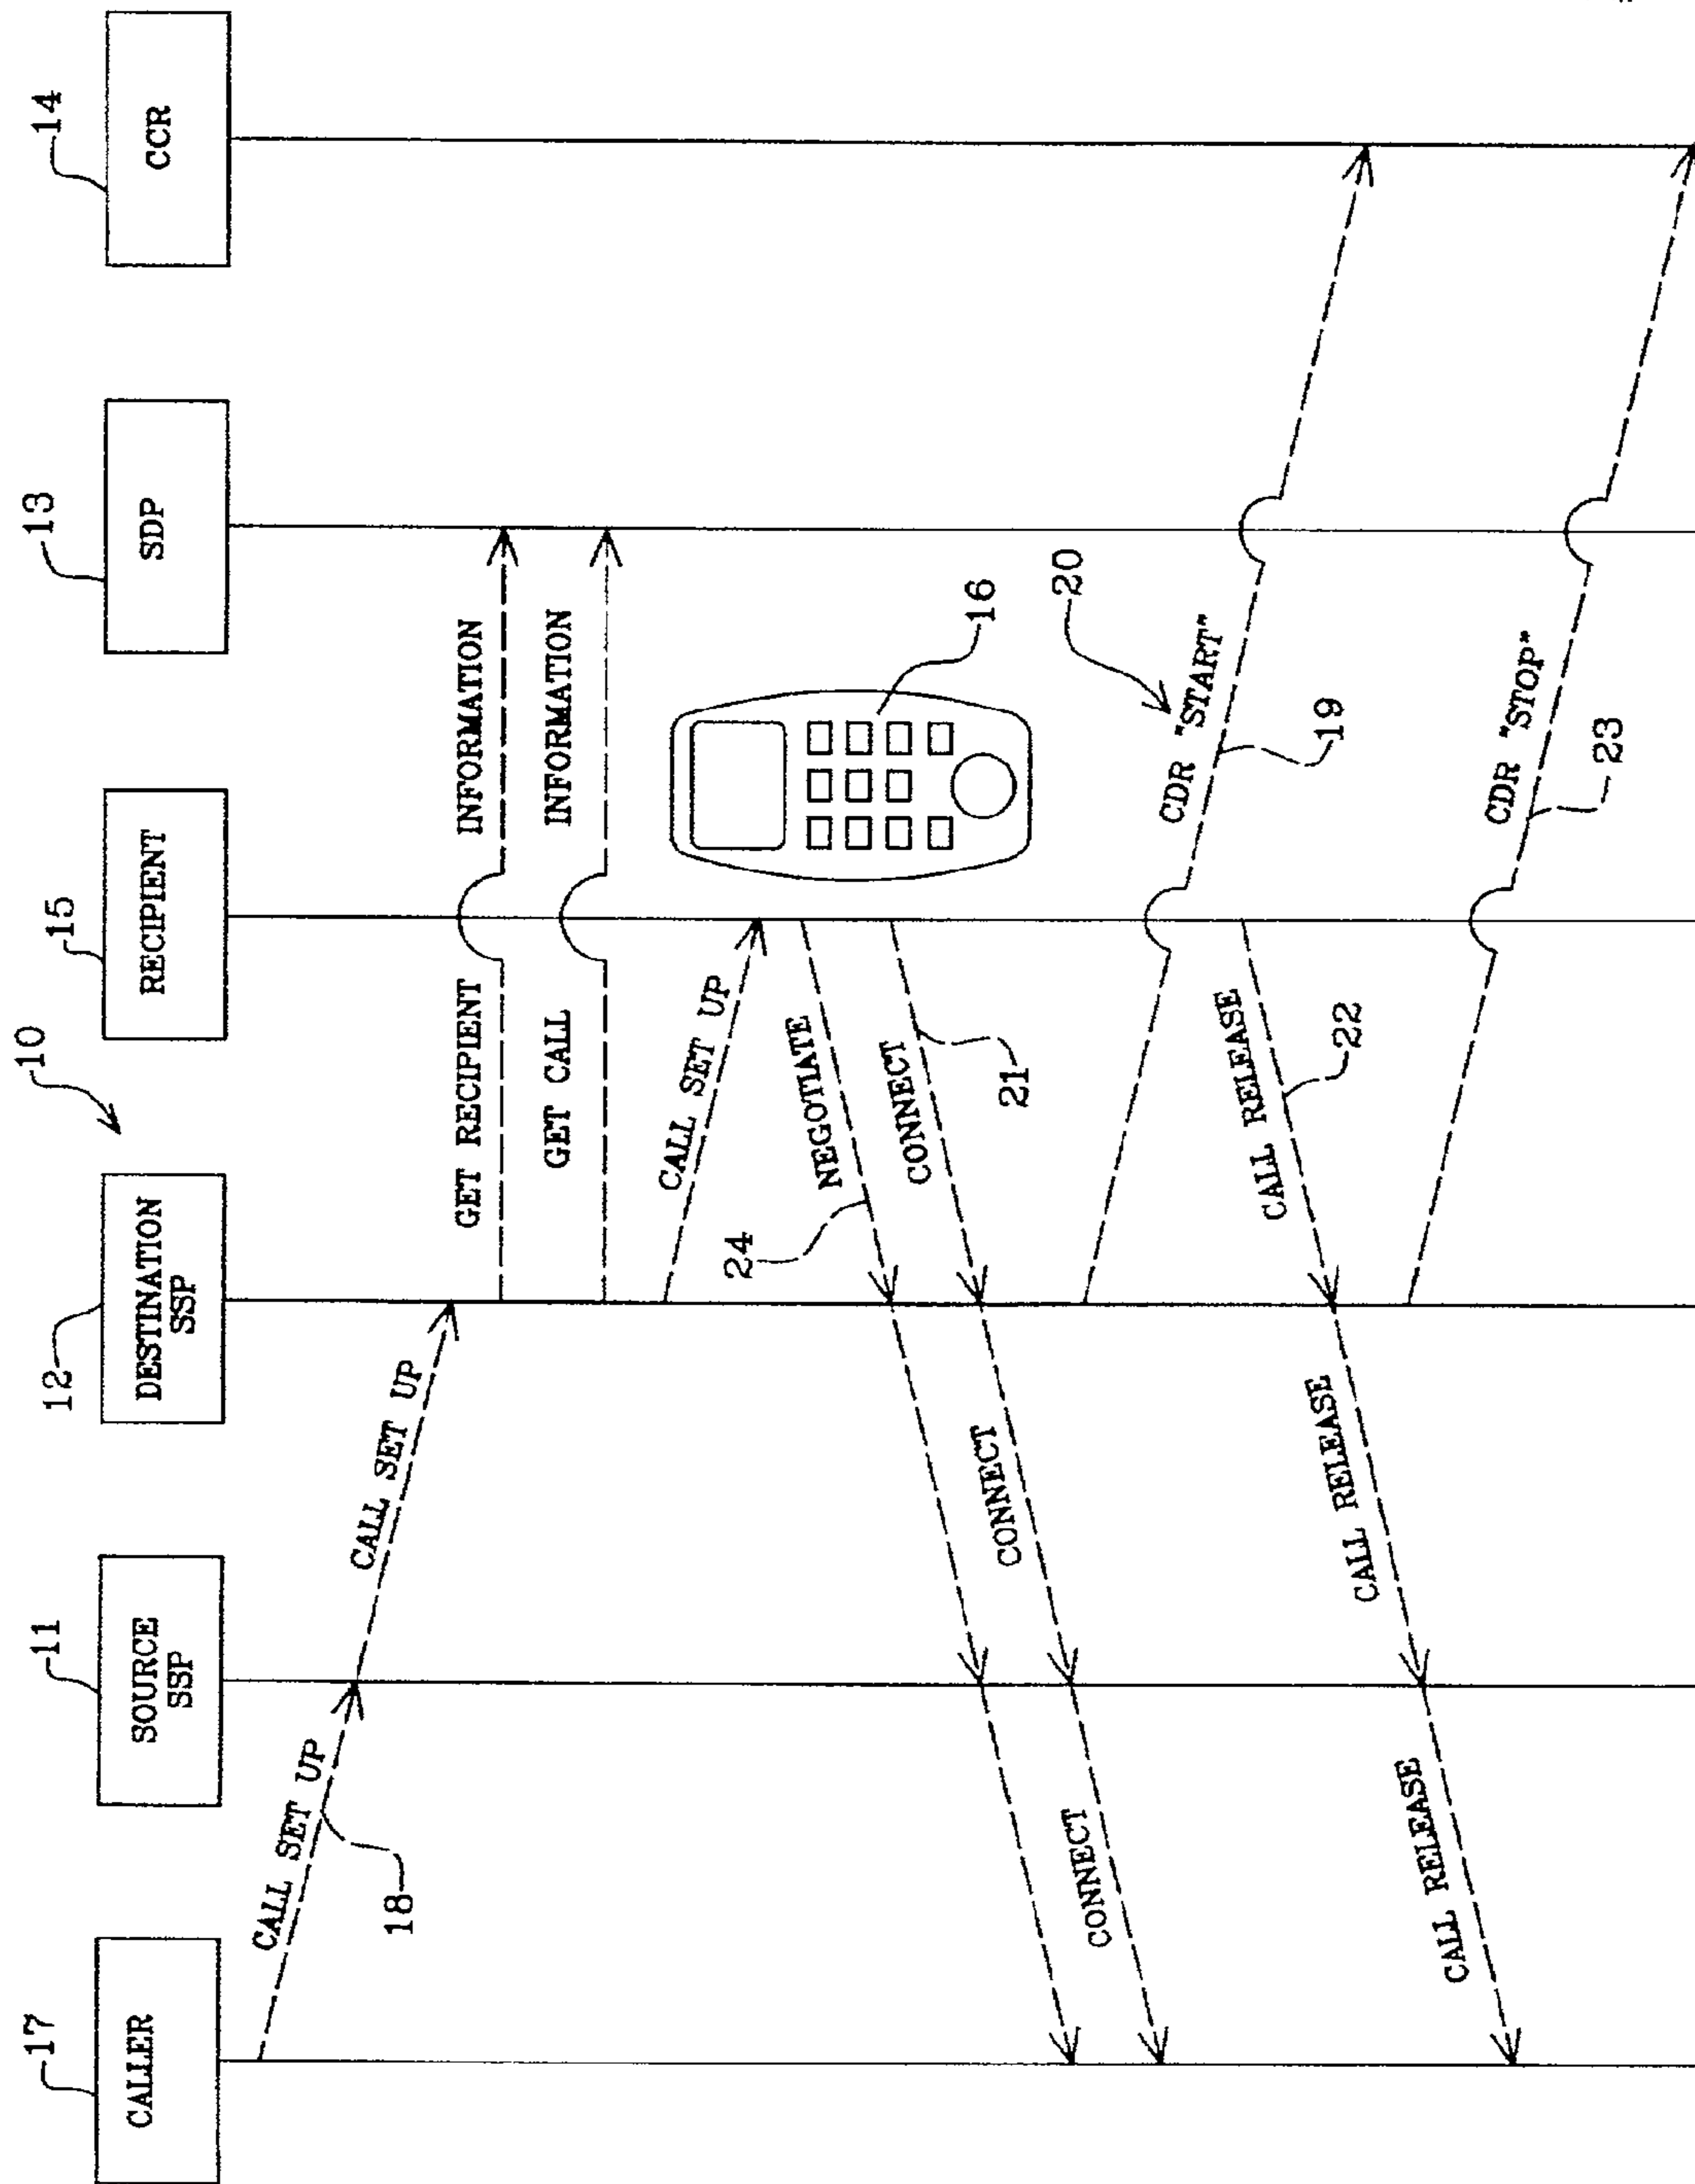 10
17
CALER
11
SOURCE
SSP
12
DESTINATION
SSP
15
RECIPIENT
13
SDP
14
CCR
CALL SET UP
18
CALL SET UP
GET RECIPIENT INFORMATION
GET CALL INFORMATION
CALL SET UP
16
NEGOTIATE
24
CONNECT
21
CONNECT
CONNECT
20
CDR "START"
19
CALL RELEASE
22
CALL RELEASE
CALL RELEASE
CDR "STOP"
23